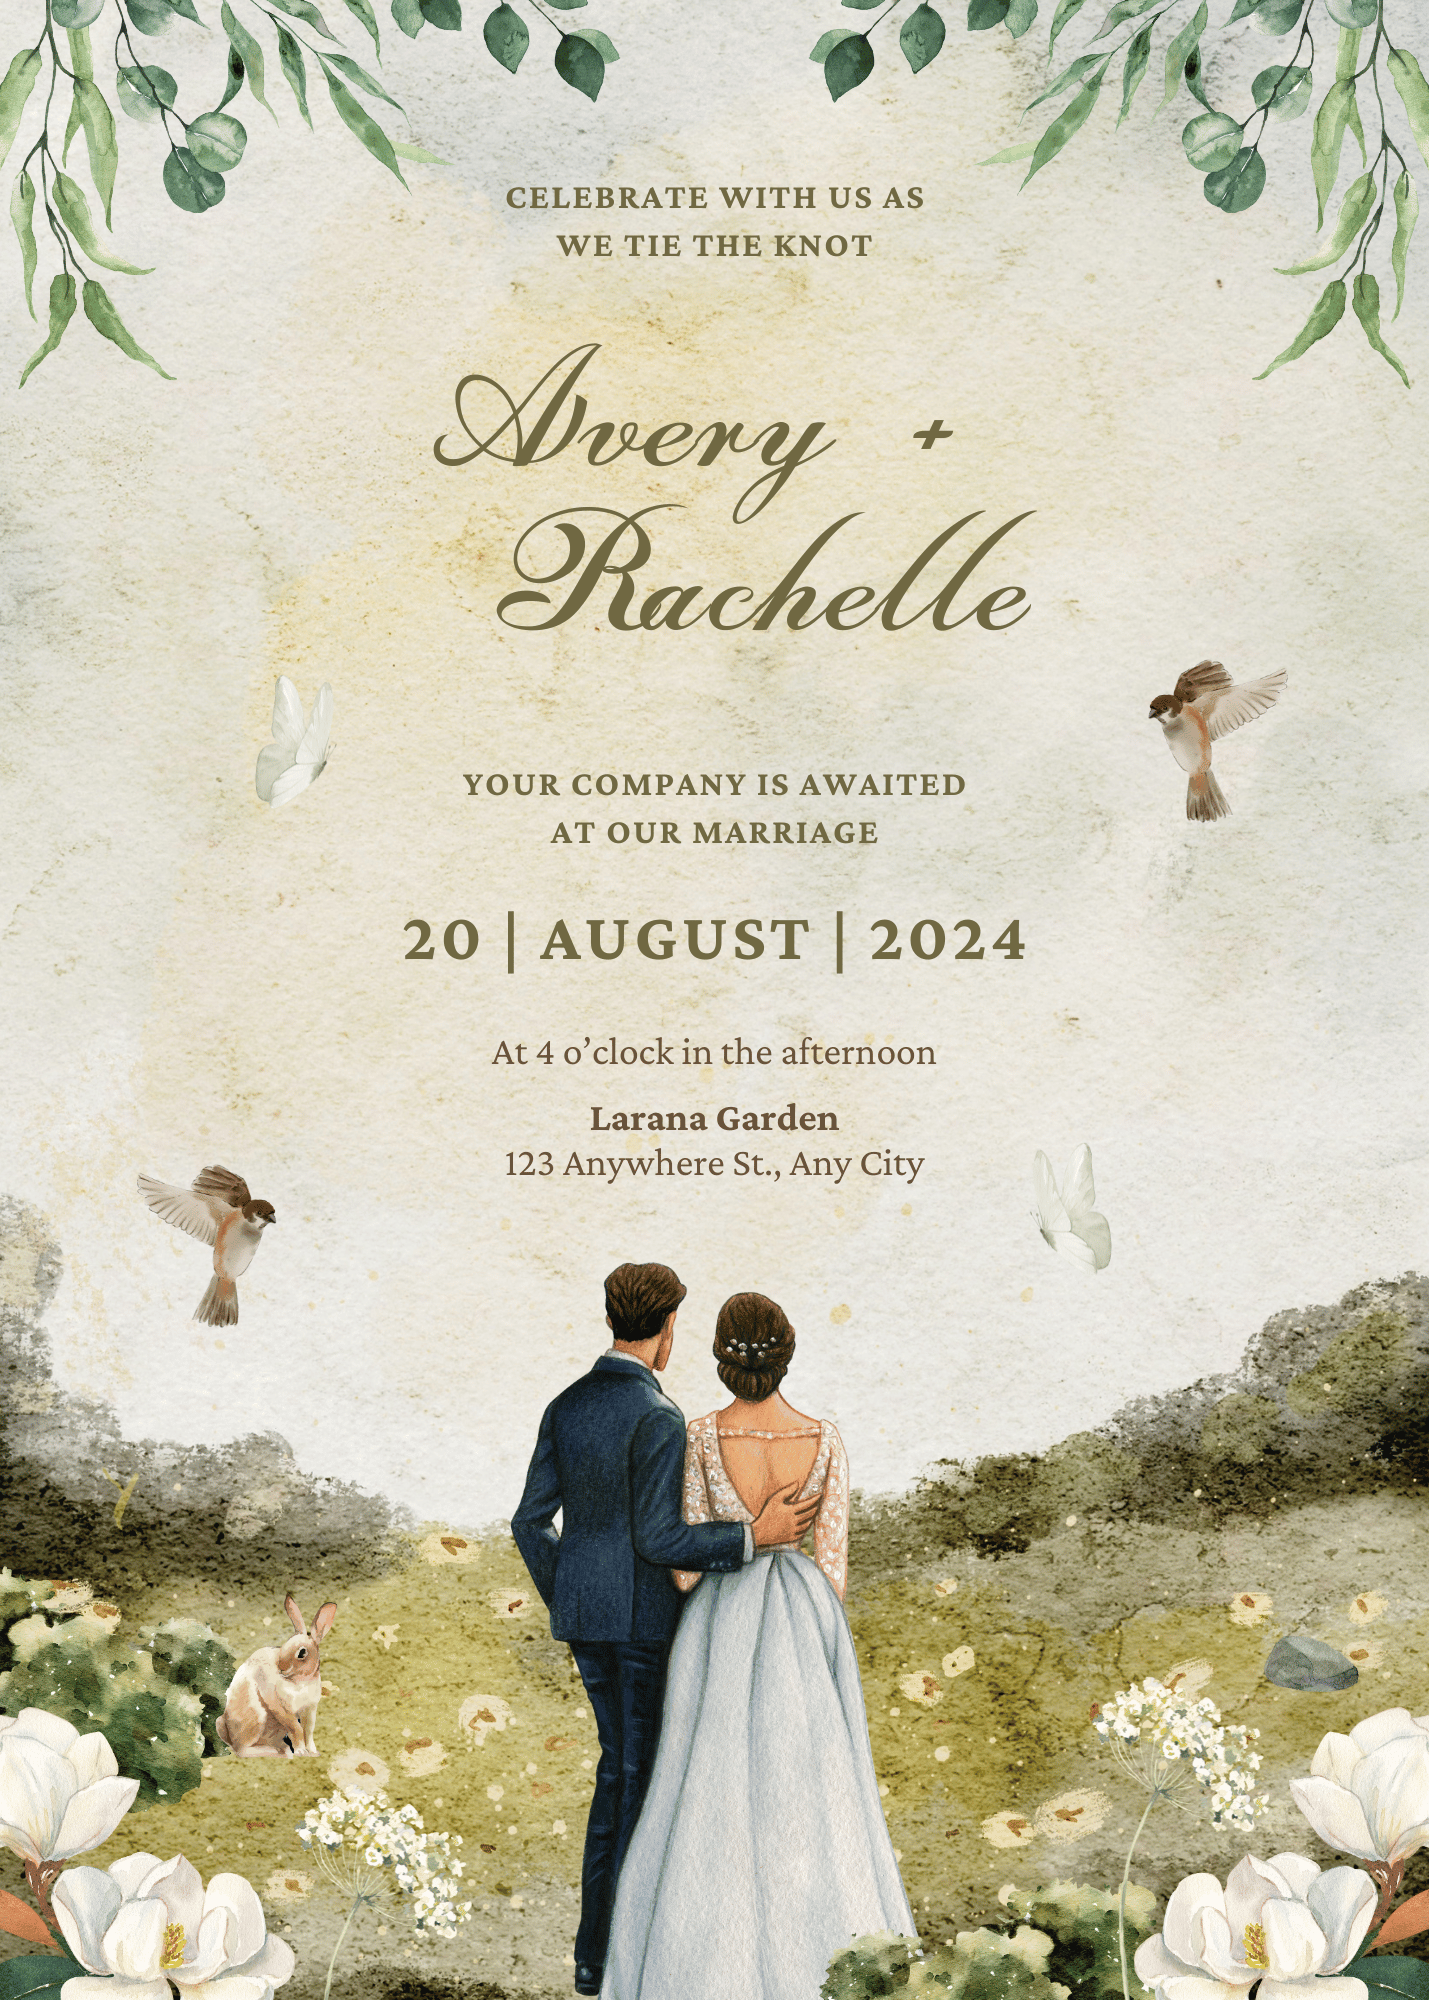 CELEBRATE WITH US AS
WE TIE THE KNOT
Avery +
Rachelle
YOUR COMPANY IS AWAITED
AT OUR MARRIAGE
20 | AUGUST | 2024
At 4 o’clock in the afternoon
Larana Garden
123 Anywhere St., Any City